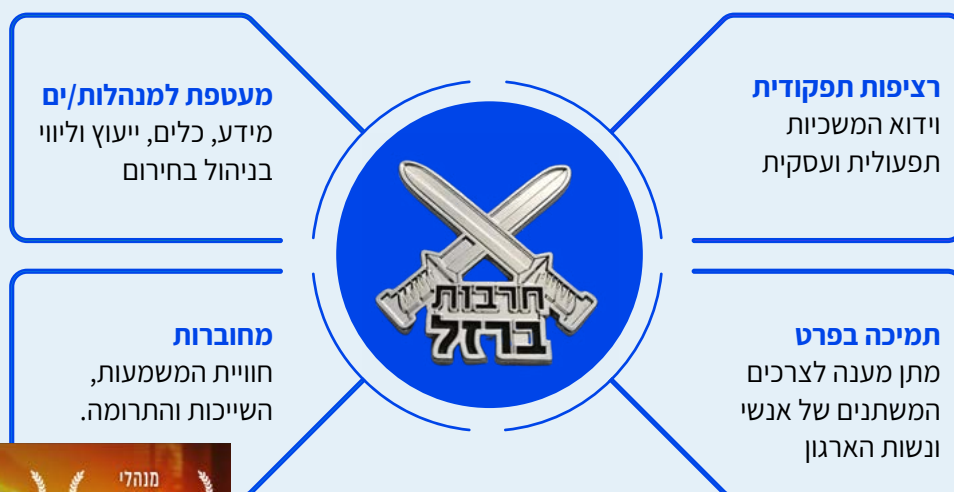 רציפות תפקודית
וידוא המשכיות
תפעולית ועסקית
מעטפת למנהלות/ים
מידע, כלים, ייעוץ וליווי
בניהול בחירום
חרבות
ברזל
תמיכה בפרט
מתן מענה לצרכים
המשתנים של אנשי
ונשות הארגון
מחוברות
חוויית המשמעות,
השייכות והתרומה.
מנהלי